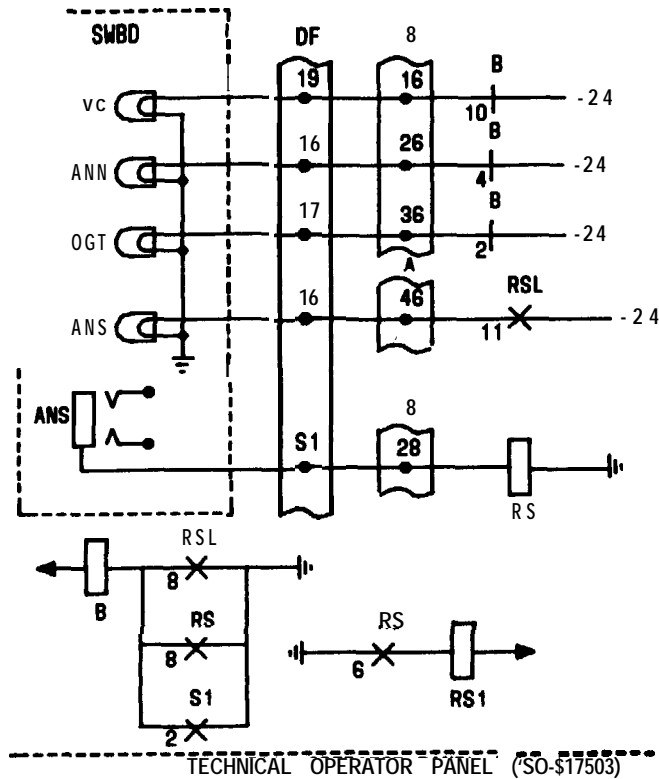 SWBD DF 8
19 16 B
VC 10 -24
16 26 B
ANN 4 -24
17 36 B
OGT 2 -24
A
16 46 RSL
ANS 11 -24
8
ANS S1 28
RS
RSL
8
B
RS RS
8 6
S1 RS1
2
TECHNICAL OPERATOR PANEL ('SO-$17503)